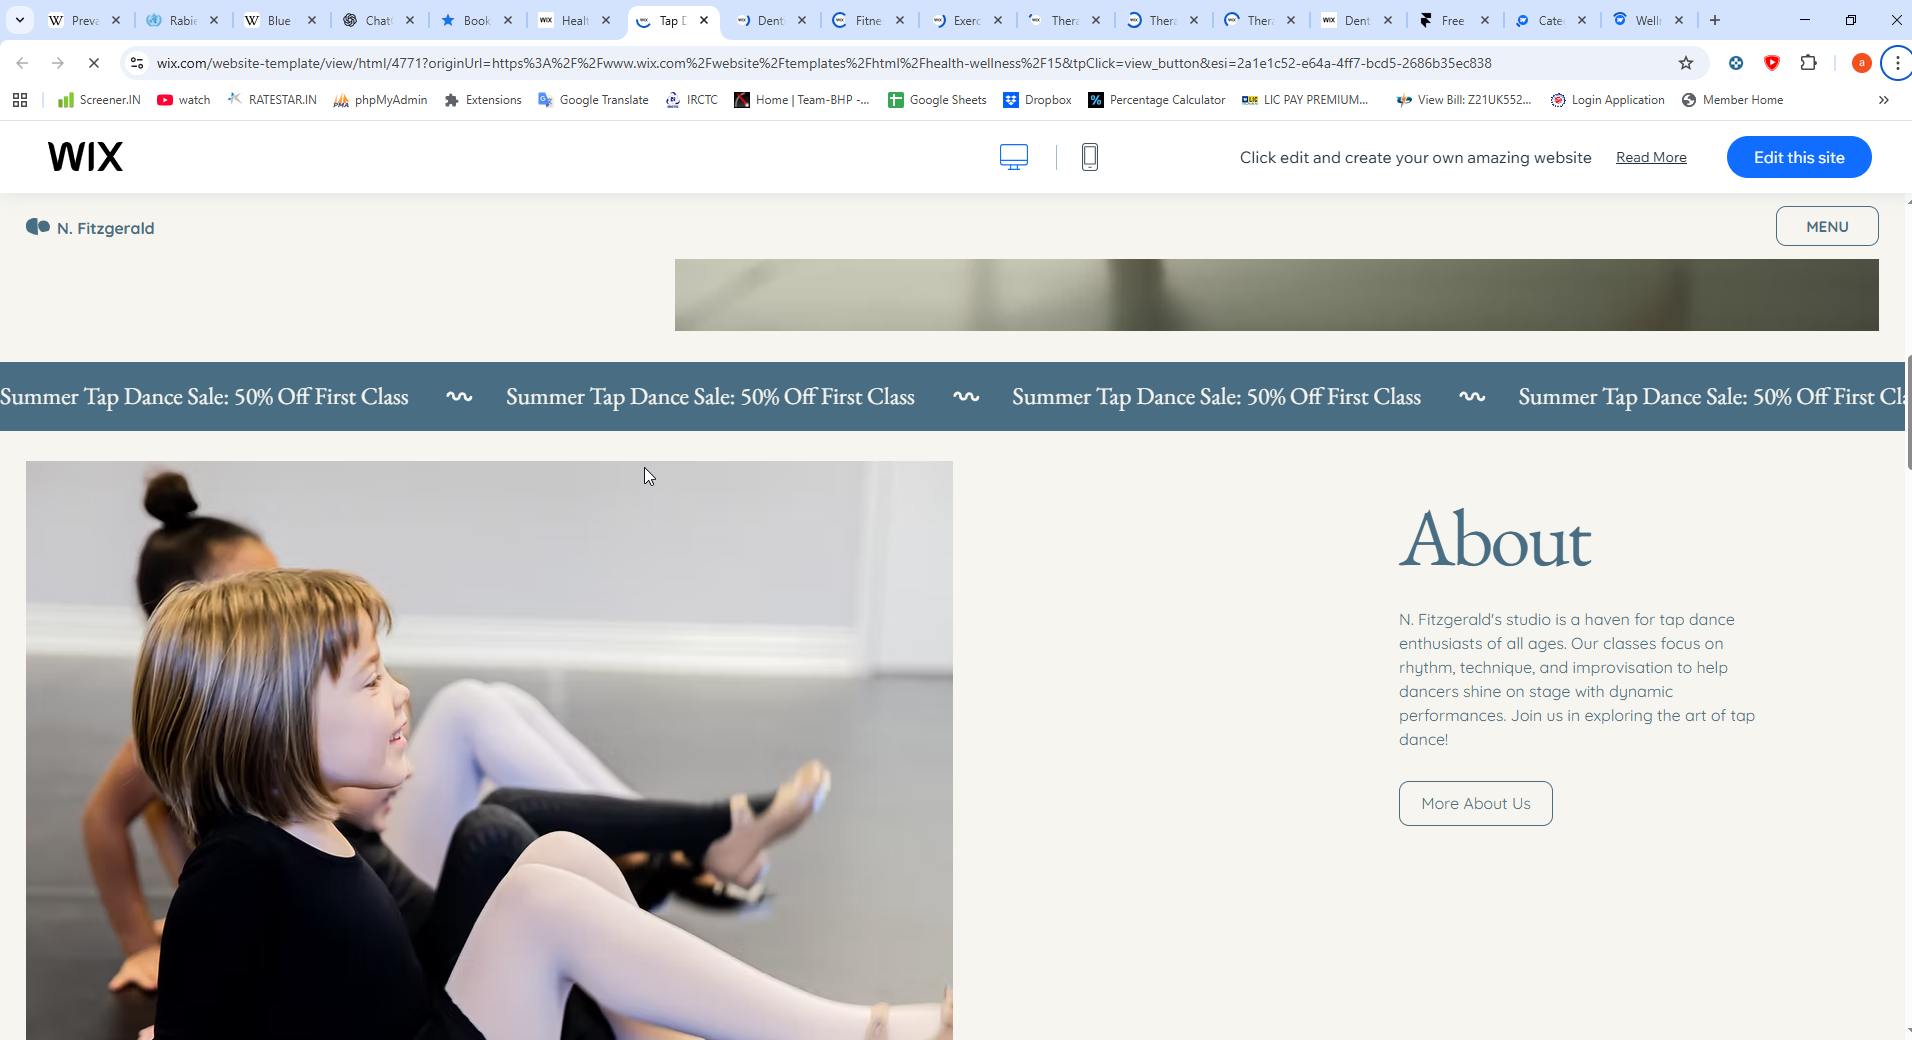 Preva
Rabie
Blue
Chat
Book
Healt
Tap D
Denti
Fitne
Exerc
Thera
Thera
Thera
Dent
Free
Cate
Welln
wix.com/website-template/view/html/4771?originUrl=https%3A%2F%2Fwww.wix.com%2Fwebsite%2Ftemplates%2Fhtml%2Fhealth-wellness%2F15&tpClick=view_button&esi=2a1e1c52-e64a-4ff7-bcd5-2686b35ec838
a
Screener.IN watch RATESTAR.IN phpMyAdmin Extensions Google Translate IRCTC Home | Team-BHP -... Google Sheets Dropbox Percentage Calculator LIC PAY PREMIUM... View Bill: Z21UK552... Login Application Member Home
WIX
Click edit and create your own amazing website Read More Edit this site
N. Fitzgerald
MENU
Summer Tap Dance Sale: 50% Off First Class Summer Tap Dance Sale: 50% Off First Class Summer Tap Dance Sale: 50% Off First Class Summer Tap Dance Sale: 50% Off First Cla
About
N. Fitzgerald's studio is a haven for tap dance
enthusiasts of all ages. Our classes focus on
rhythm, technique, and improvisation to help
dancers shine on stage with dynamic
performances. Join us in exploring the art of tap
dance!
More About Us